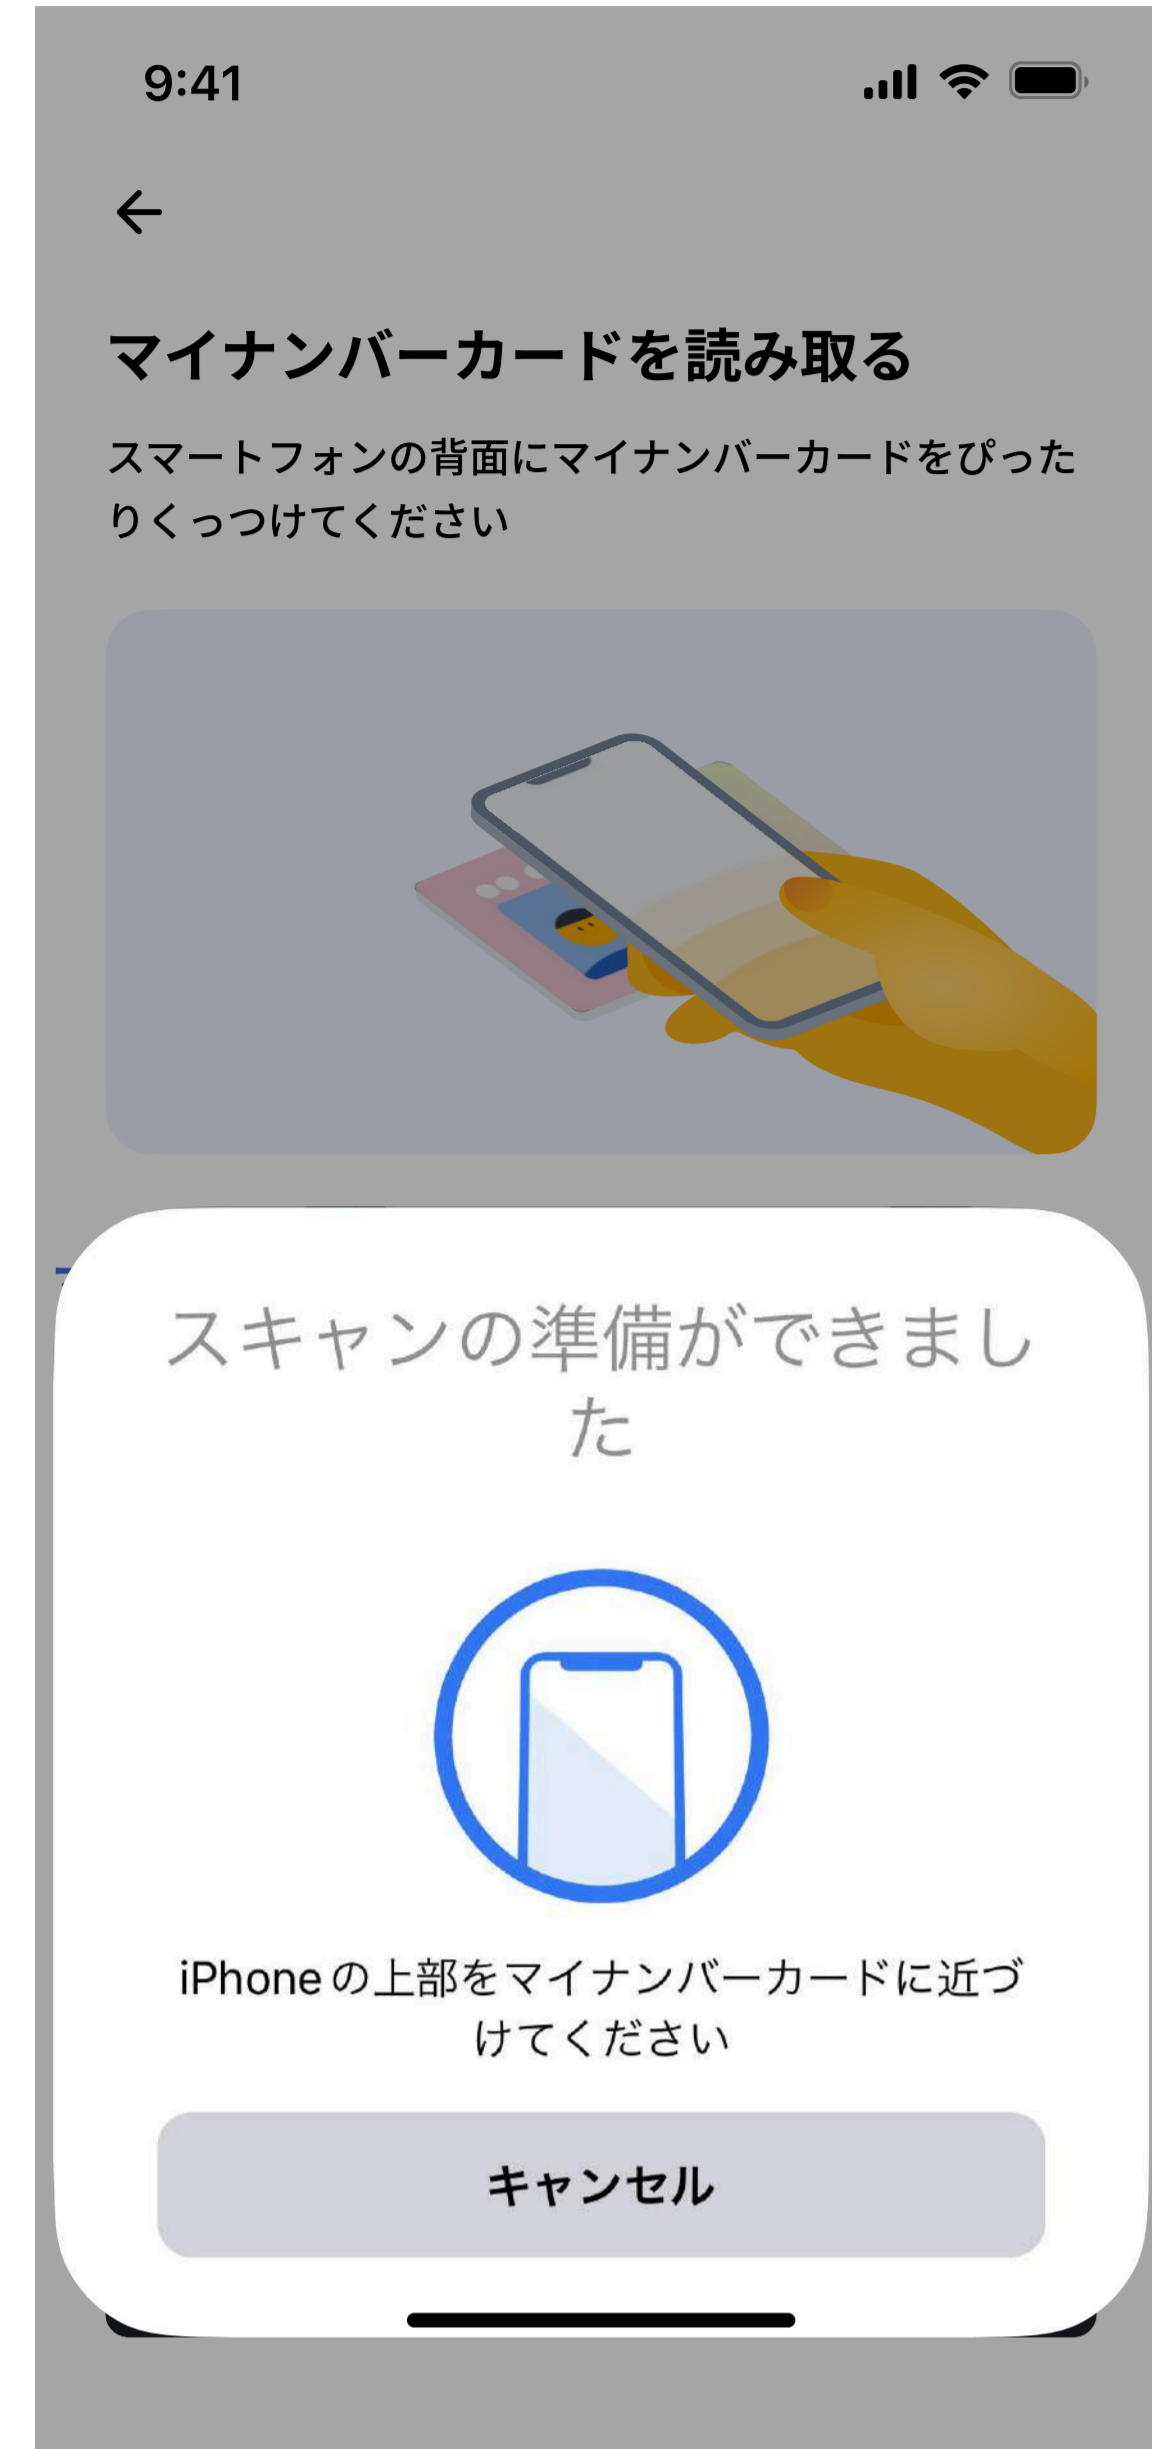 9:41
マイナンバーカードを読み取る
スマートフォンの背面にマイナンバーカードをぴった
りくっつけてください
スキャンの準備ができまし
た
iPhoneの上部をマイナンバーカードに近づ
けてください
キャンセル